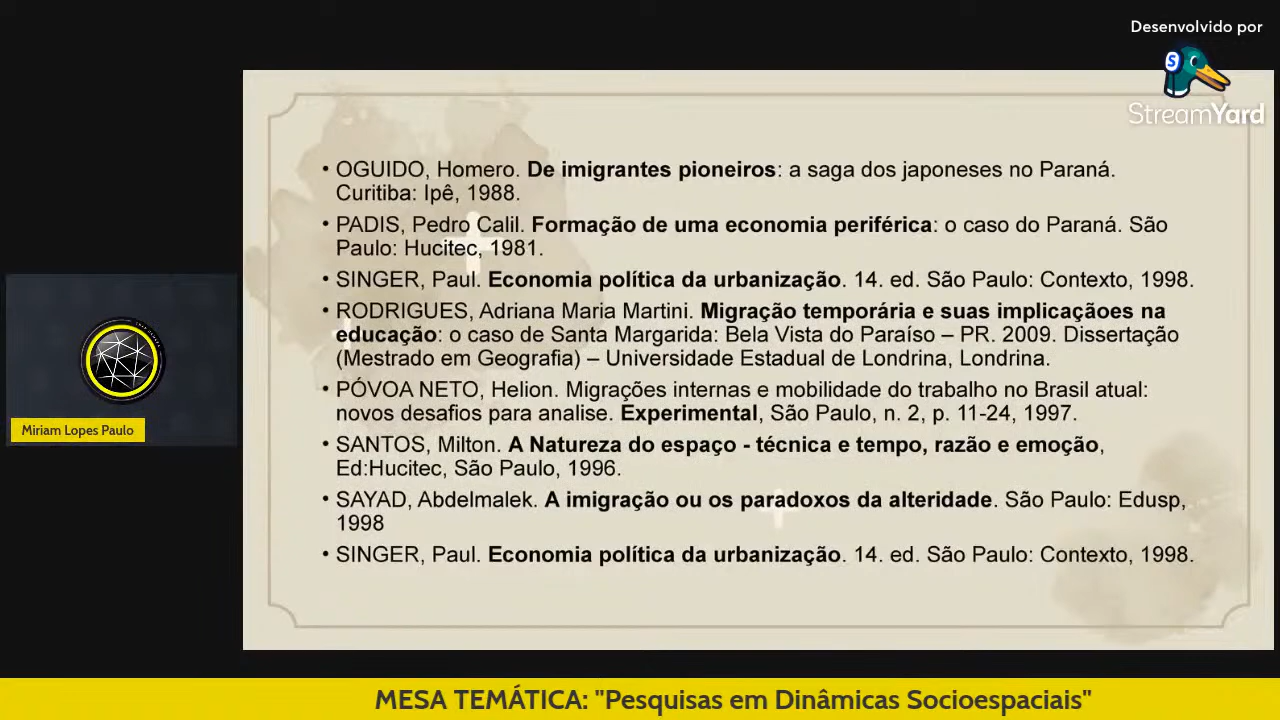 Desenvolvido por
StreamYard
• OGUIDO, Homero. De imigrantes pioneiros: a saga dos japoneses no Paraná.
Curitiba: Ipê, 1988.
• PADIS, Pedro Calil. Formação de uma economia periférica: o caso do Paraná. São
Paulo: Hucitec, 1981.
• SINGER, Paul. Economia política da urbanização. 14. ed. São Paulo: Contexto, 1998.
• RODRIGUES, Adriana Maria Martini. Migração temporária e suas implicaçãoes na
educação: o caso de Santa Margarida: Bela Vista do Paraíso – PR. 2009. Dissertação
(Mestrado em Geografia) – Universidade Estadual de Londrina, Londrina.
• PÓVOA NETO, Helion. Migrações internas e mobilidade do trabalho no Brasil atual:
novos desafios para analise. Experimental, São Paulo, n. 2, p. 11-24, 1997.
• SANTOS, Milton. A Natureza do espaço - técnica e tempo, razão e emoção,
Ed:Hucitec, São Paulo, 1996.
• SAYAD, Abdelmalek. A imigração ou os paradoxos da alteridade. São Paulo: Edusp,
1998
• SINGER, Paul. Economia política da urbanização. 14. ed. São Paulo: Contexto, 1998.
Miriam Lopes Paulo
MESA TEMÁTICA: "Pesquisas em Dinâmicas Socioespaciais"